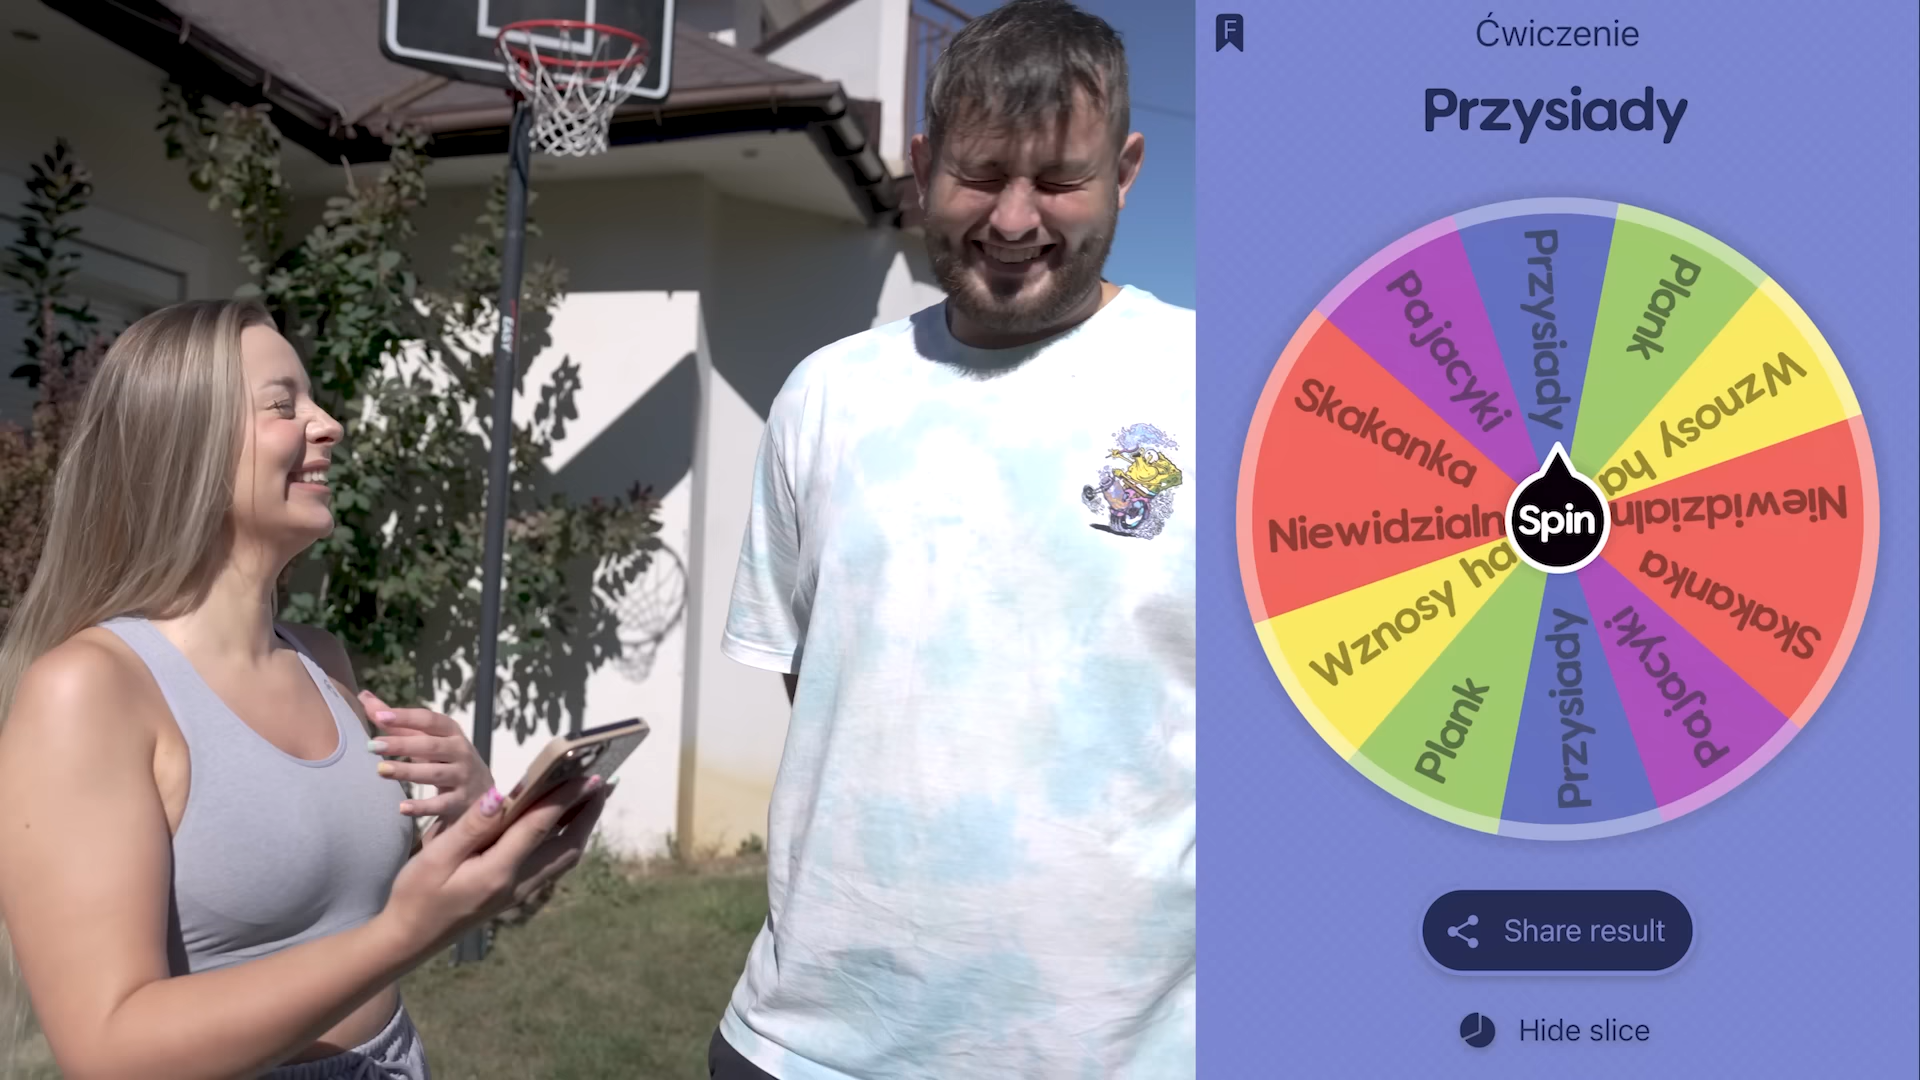 EASY
F
Ćwiczenie
Przysiady
Przysiady
Plank
Wznosy ha
Niewidzialn
Skakanka
Pajacyki
Przysiady
Plank
Wznosy ha
Niewidzialn
Skakanka
Pajacyki
Spin
Share result
Hide slice